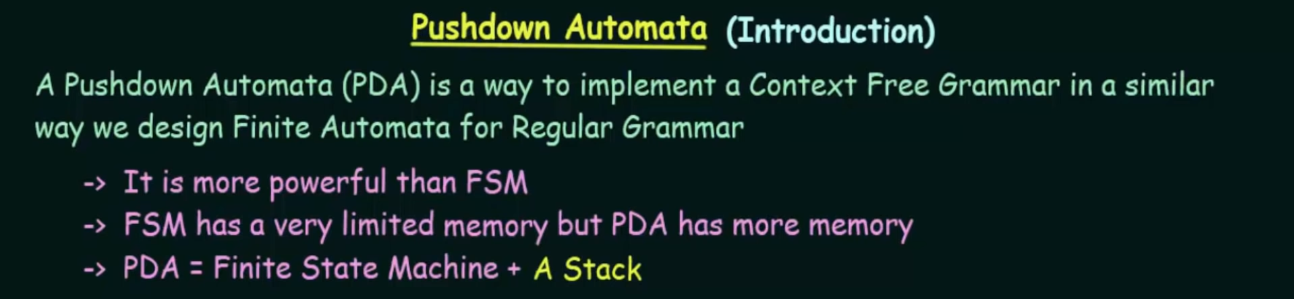 Pushdown Automata (Introduction)
A Pushdown Automata (PDA) is a way to implement a Context Free Grammar in a similar
way we design Finite Automata for Regular Grammar
-> It is more powerful than FSM
-> FSM has a very limited memory but PDA has more memory
-> PDA = Finite State Machine + A Stack